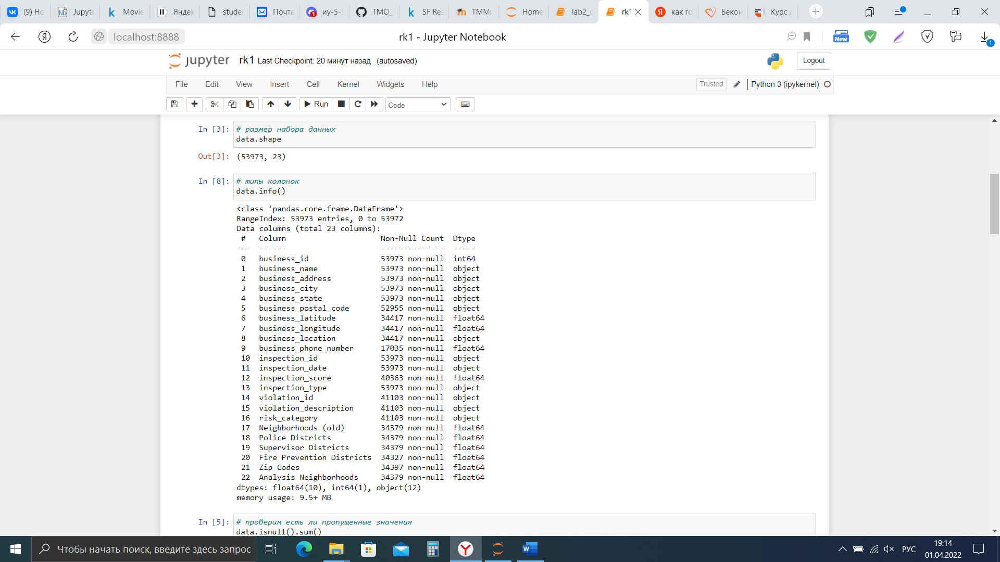 (9) Но
Jupyte
Movie
Яндек
studer
Почта
иу-5-5
TMO_
SF Res
ТММ:
Home
lab2_c
rk1
как го
Бекон
Курс
localhost:8888
rk1 - Jupyter Notebook
New
1
jupyter rk1 Last Checkpoint: 20 минут назад (autosaved)
Logout
File Edit View Insert Cell Kernel Widgets Help
Trusted
Python 3 (ipykernel)
Run
Code
In [3]: # размер набора данных
data.shape
Out[3]: (53973, 23)
In [8]: # типы колонок
data.info()
<class 'pandas.core.frame.DataFrame'>
RangeIndex: 53973 entries, 0 to 53972
Data columns (total 23 columns):
# Column Non-Null Count Dtype
--- ------ -------------- -----
0 business_id 53973 non-null int64
1 business_name 53973 non-null object
2 business_address 53973 non-null object
3 business_city 53973 non-null object
4 business_state 53973 non-null object
5 business_postal_code 52955 non-null object
6 business_latitude 34417 non-null float64
7 business_longitude 34417 non-null float64
8 business_location 34417 non-null object
9 business_phone_number 17035 non-null float64
10 inspection_id 53973 non-null object
11 inspection_date 53973 non-null object
12 inspection_score 40363 non-null float64
13 inspection_type 53973 non-null object
14 violation_id 41103 non-null object
15 violation_description 41103 non-null object
16 risk_category 41103 non-null object
17 Neighborhoods (old) 34379 non-null float64
18 Police Districts 34379 non-null float64
19 Supervisor Districts 34379 non-null float64
20 Fire Prevention Districts 34327 non-null float64
21 Zip Codes 34397 non-null float64
22 Analysis Neighborhoods 34379 non-null float64
dtypes: float64(10), int64(1), object(12)
memory usage: 9.5+ MB
In [5]: # проверим есть ли пропущенные значения
data.isnull().sum()
Чтобы начать поиск, введите здесь запрос
РУС
19:14
01.04.2022